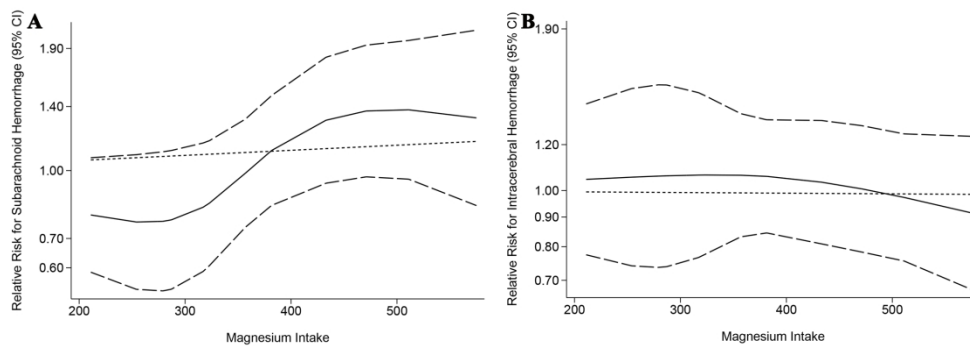 A
Relative Risk for Subarachnoid Hemorrhage (95% CI)
1.90
1.40
1.00
0.70
0.60
200 300 400 500
Magnesium Intake
B
Relative Risk for Intracerebral Hemorrhage (95% CI)
1.90
1.20
1.00
0.90
0.80
0.70
200 300 400 500
Magnesium Intake